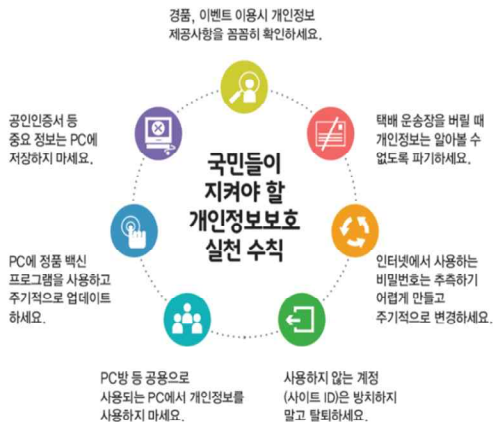 경품, 이벤트 이용시 개인정보
제공사항을 꼼꼼히 확인하세요.
택배 운송장을 버릴 때
개인정보는 알아볼 수
없도록 파기하세요.
인터넷에서 사용하는
비밀번호는 추측하기
어렵게 만들고
주기적으로 변경하세요.
사용하지 않는 계정
(사이트 ID)은 방치하지
말고 탈퇴하세요.
PC방 등 공용으로
사용되는 PC에서 개인정보를
사용하지 마세요.
PC에 정품 백신
프로그램을 사용하고
주기적으로 업데이트
하세요.
공인인증서 등
중요 정보는 PC에
저장하지 마세요.
국민들이
지켜야 할
개인정보보호
실천 수칙